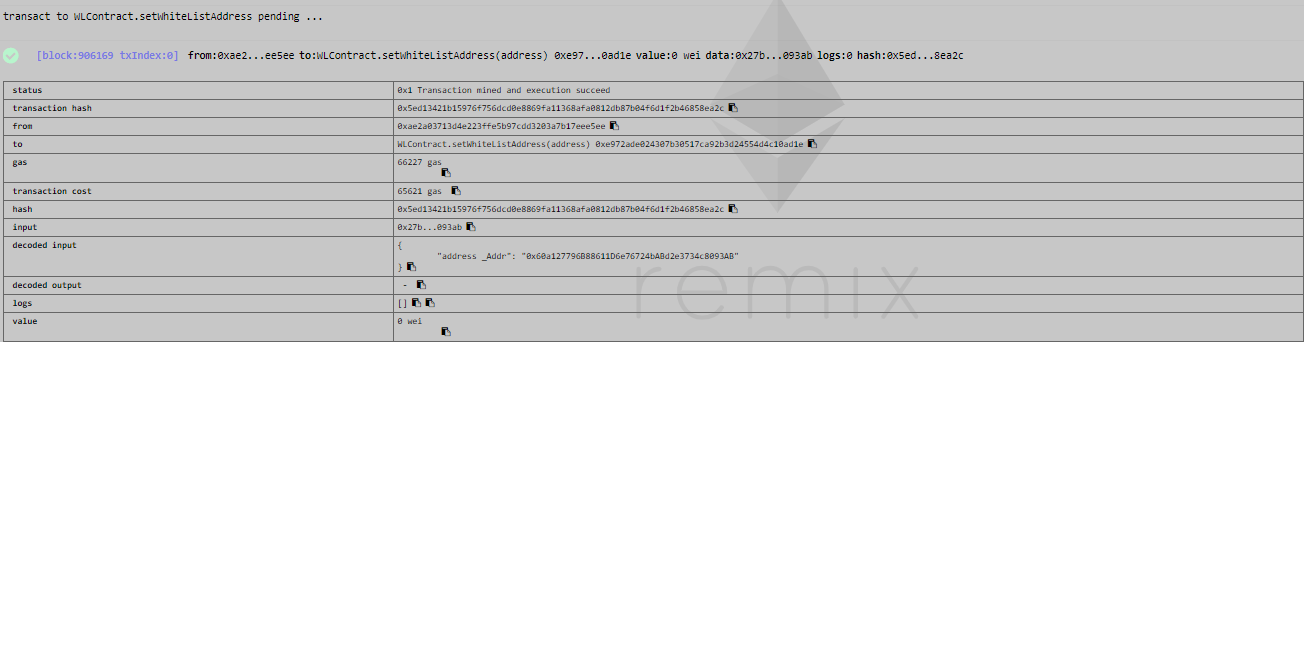 transact to WLContract.setWhiteListAddress pending ...
[block:906169 txIndex:0] from:0xae2...ee5ee to:WLContract.setWhiteListAddress(address) 0xe97...0ad1e value:0 wei data:0x27b...093ab logs:0 hash:0x5ed...8ea2c
status 0x1 Transaction mined and execution succeed
transaction hash 0x5ed13421b15976f756dcd0e8869fa11368afa0812db87b04f6d1f2b46858ea2c
from 0xae2a03713d4e223ffe5b97cdd3203a7b17eee5ee
to WLContract.setWhiteListAddress(address) 0xe972ade024307b30517ca92b3d24554d4c10ad1e
gas 66227 gas
transaction cost 65621 gas
hash 0x5ed13421b15976f756dcd0e8869fa11368afa0812db87b04f6d1f2b46858ea2c
input 0x27b...093ab
decoded input {
"address _Addr": "0x60a127796B88611D6e76724bABd2e3734c8093AB"
}
decoded output -
logs []
value 0 wei
remix